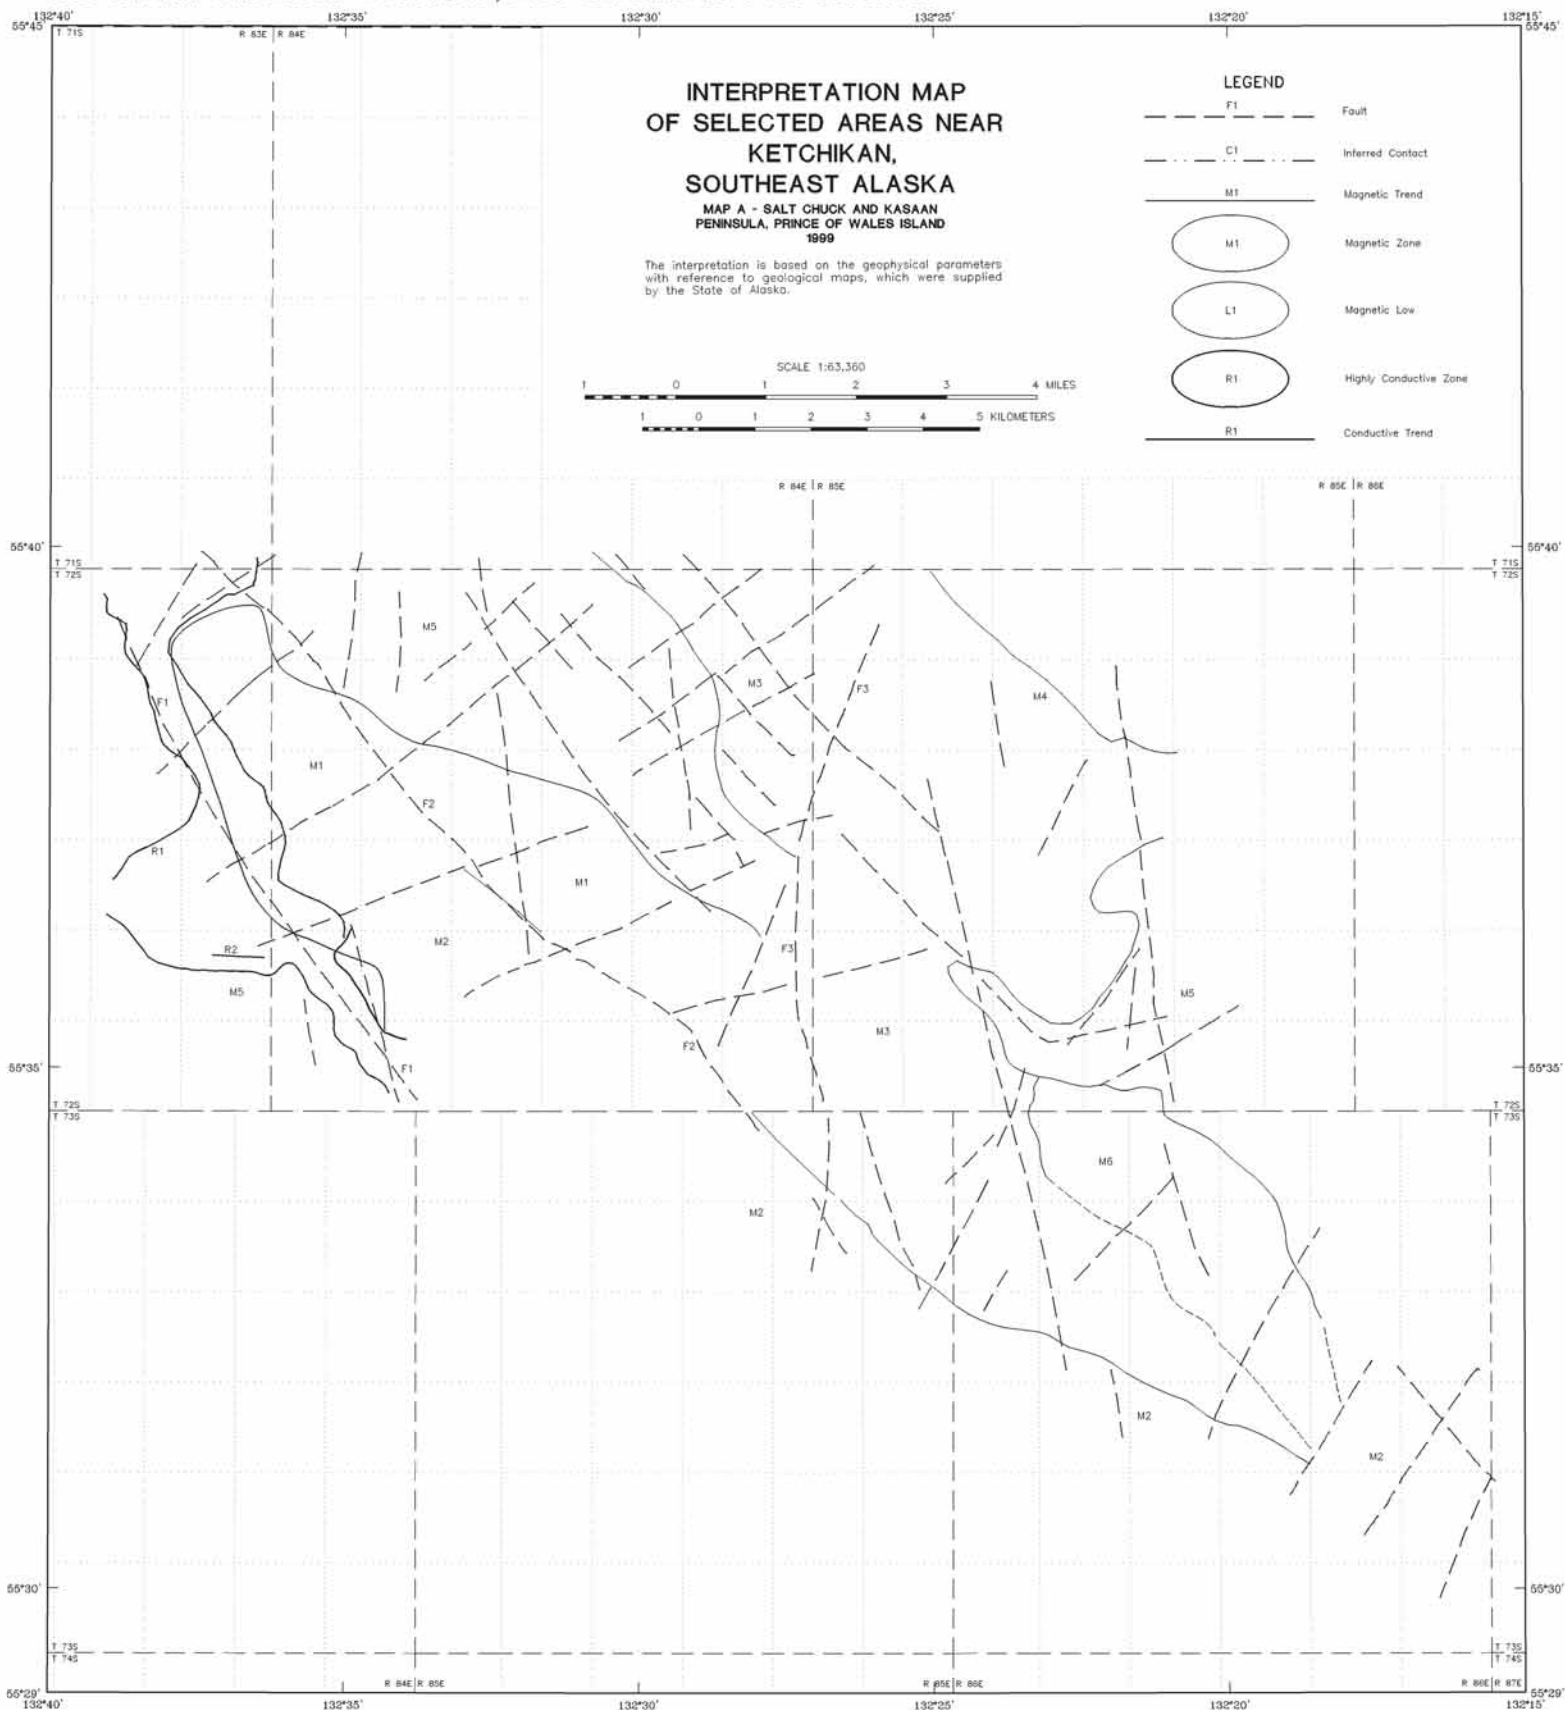 132°40'
132°35'
132°30'
132°25'
132°20'
132°15'
55°45'
55°45'
T 71S
R 83E R 84E
INTERPRETATION MAP
OF SELECTED AREAS NEAR
KETCHIKAN,
SOUTHEAST ALASKA
MAP A - SALT CHUCK AND KASAAN
PENINSULA, PRINCE OF WALES ISLAND
1999
The interpretation is based on the geophysical parameters
with reference to geological maps, which were supplied
by the State of Alaska.
LEGEND
F1 Fault
C1 Inferred Contact
M1 Magnetic Trend
M1 Magnetic Zone
L1 Magnetic Low
R1 Highly Conductive Zone
R1 Conductive Trend
SCALE 1:63,360
1 0 1 2 3 4 MILES
1 0 1 2 3 4 5 KILOMETERS
R 84E R 85E
R 85E R 86E
55°40'
55°40'
T 71S
T 72S
T 71S
T 72S
M5
M3
F3
M4
F1
M1
F2
R1
M1
M2
R2
F3
M5
M5
M3
F2
F1
55°35'
55°35'
T 72S
T 73S
T 72S
T 73S
M6
M2
M2
M2
55°30'
55°30'
T 73S
T 74S
T 73S
T 74S
R 84E R 85E
R 85E R 86E
R 86E R 87E
55°29'
55°29'
132°40'
132°35'
132°30'
132°25'
132°20'
132°15'